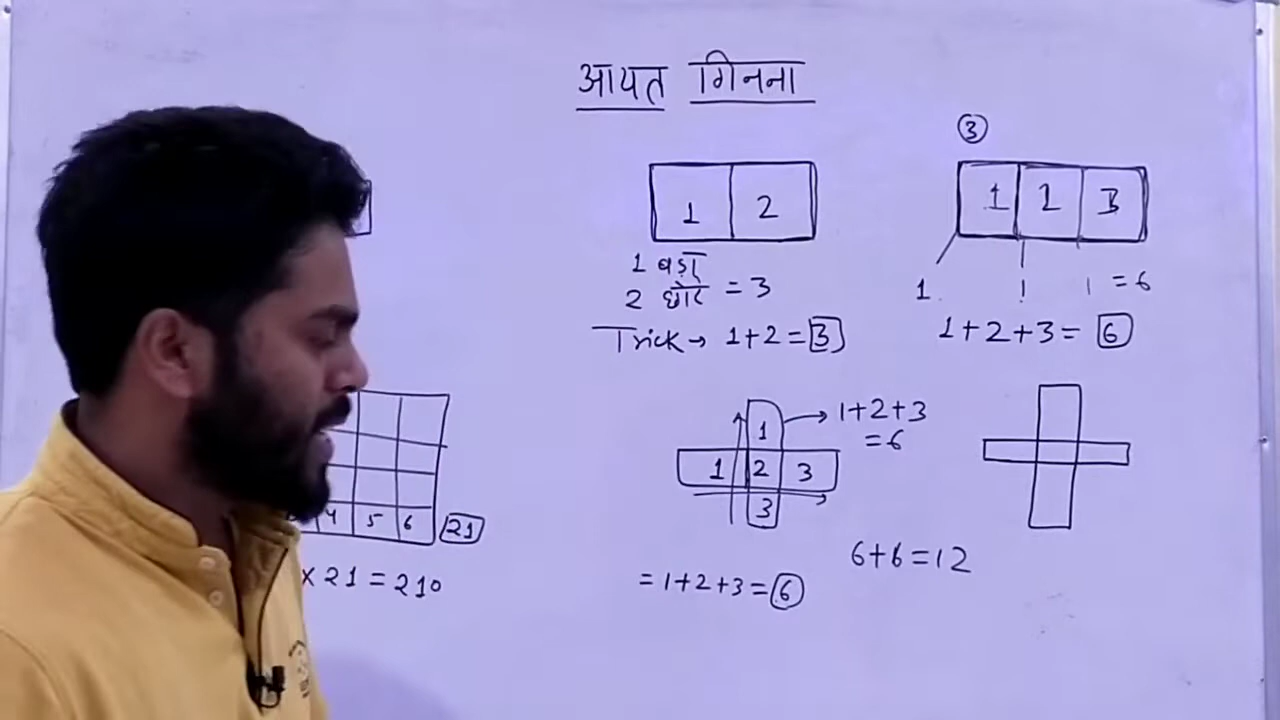 आयत गिनना
1 2
1 बड़ा
2 छोटे = 3
Trick → 1+2 = 3
3
1 2 3
1 1 1 = 6
1+2+3 = 6
1
1 2 3
3
→ 1+2+3
= 6
= 1+2+3 = 6
6+6=12
4 5 6 21
x 21 = 210